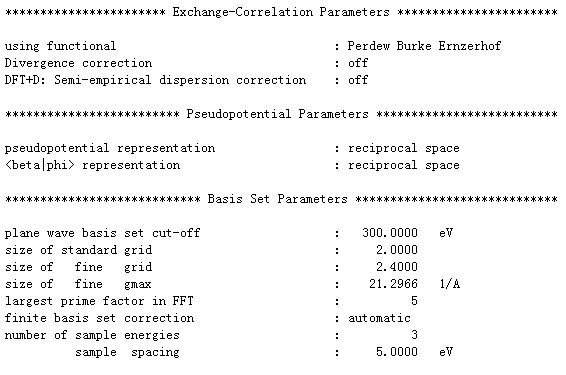 *********************** Exchange-Correlation Parameters ***********************
using functional : Perdew Burke Ernzerhof
Divergence correction : off
DFT+D: Semi-empirical dispersion correction : off
************************* Pseudopotential Parameters **************************
pseudopotential representation : reciprocal space
<beta|phi> representation : reciprocal space
**************************** Basis Set Parameters *****************************
plane wave basis set cut-off : 300.0000 eV
size of standard grid : 2.0000
size of fine grid : 2.4000
size of fine gmax : 21.2966 1/A
largest prime factor in FFT : 5
finite basis set correction : automatic
number of sample energies : 3
sample spacing : 5.0000 eV